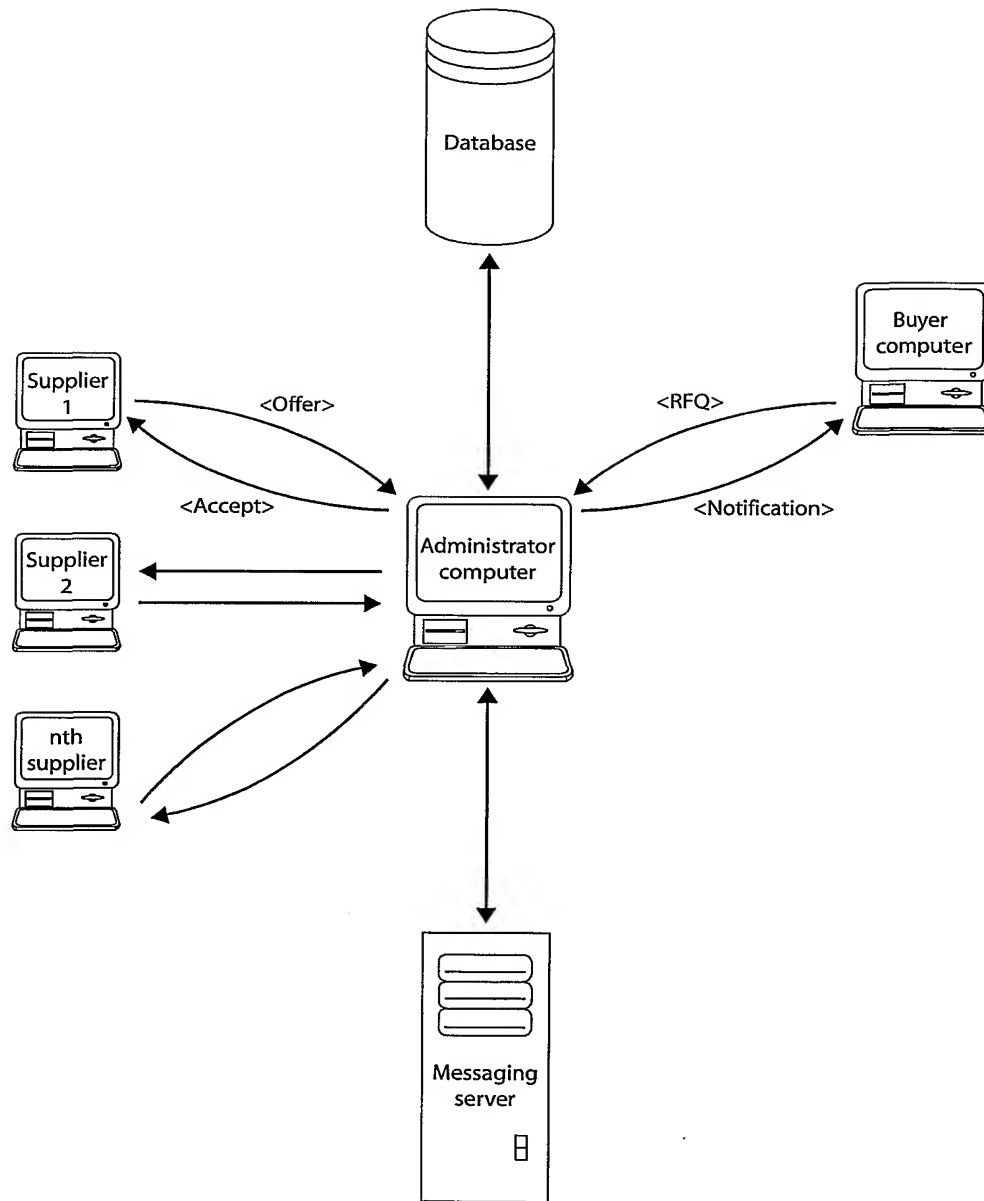 Database
Buyer
computer
Supplier
1
<Offer>
<RFQ>
<Accept>
<Notification>
Administrator
computer
Supplier
2
nth
supplier
Messaging
server